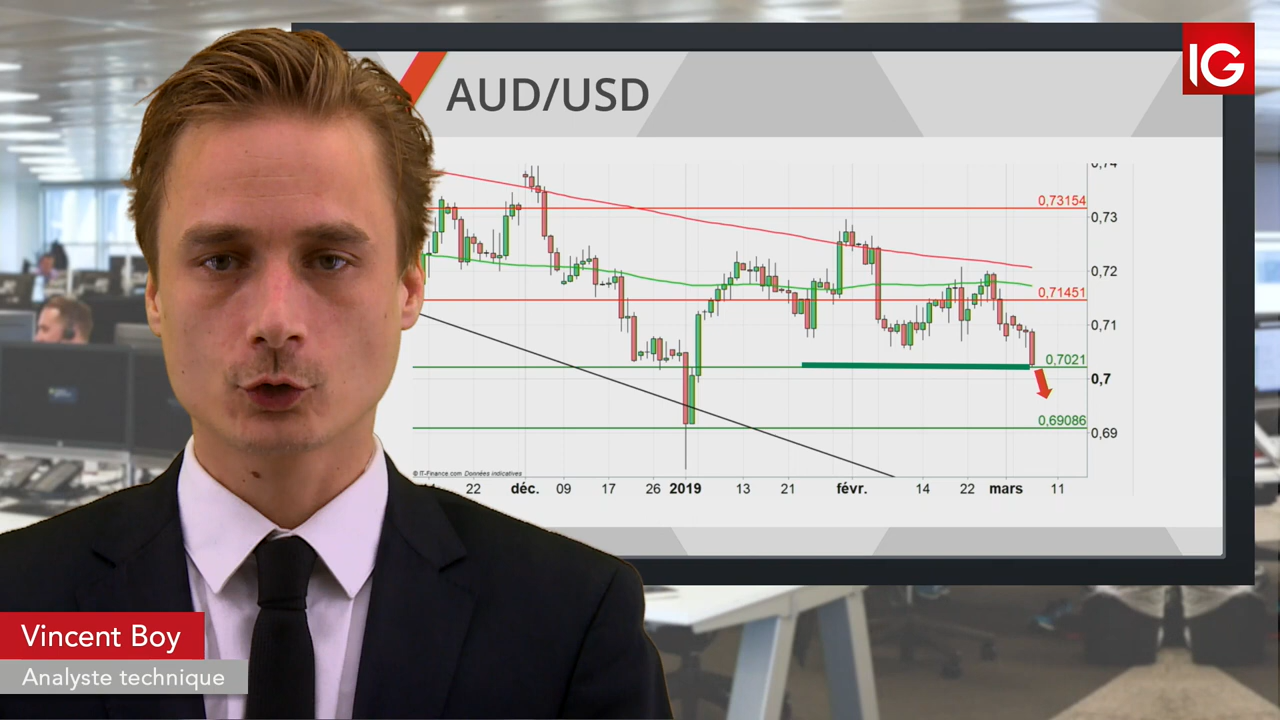 IG
AUD/USD
0,74
0,73154
0,73
0,72
0,71451
0,71
0,7021
0,7
0,69086
0,69
© IT-Finance.com Données indicatives
22 déc. 09 17 26 2019 13 21 févr. 14 22 mars 11
Vincent Boy
Analyste technique